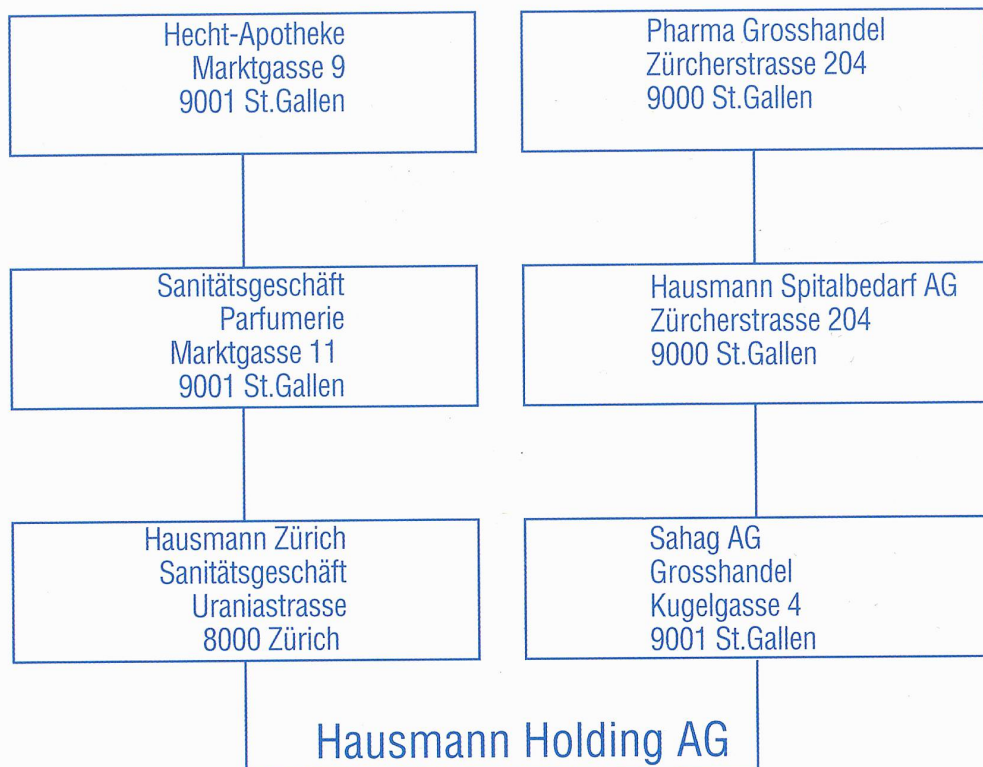 Hecht-Apotheke
Marktgasse 9
9001 St.Gallen
Pharma Grosshandel
Zürcherstrasse 204
9000 St.Gallen
Sanitätsgeschäft
Parfumerie
Marktgasse 11
9001 St.Gallen
Hausmann Spitalbedarf AG
Zürcherstrasse 204
9000 St.Gallen
Hausmann Zürich
Sanitätsgeschäft
Uraniastrasse
8000 Zürich
Sahag AG
Grosshandel
Kugelgasse 4
9001 St.Gallen
Hausmann Holding AG